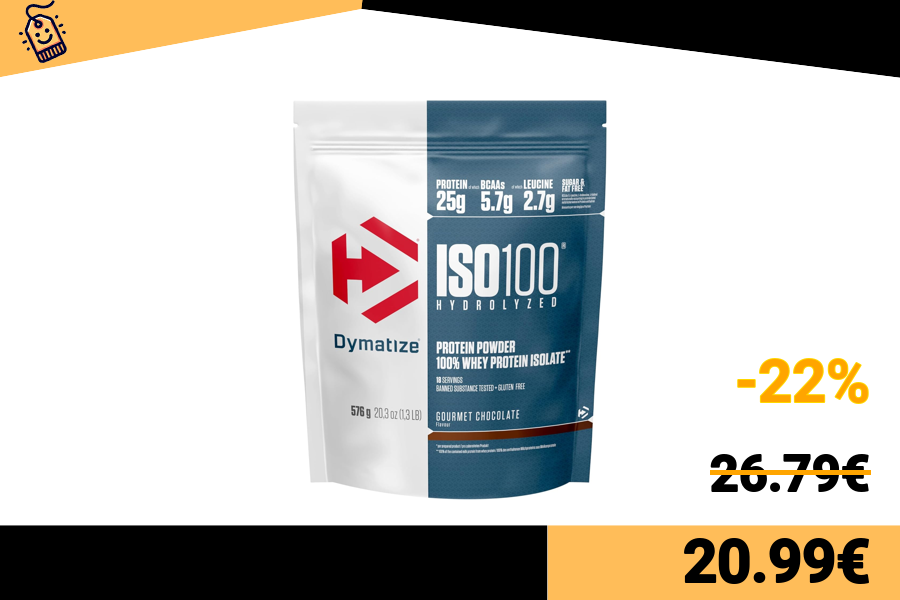 PROTEIN BCAAs LEUCINE
25g 5.7g 2.7g
SUGAR &
FAT FREE
ISO100®
HYDROLYZED
Dymatize
PROTEIN POWDER
100% WHEY PROTEIN ISOLATE**
18 SERVINGS
BANNED SUBSTANCE TESTED • GLUTEN FREE
576 g 20.3 oz (1,3 LB)
GOURMET CHOCOLATE
Flavour
-22%
26.79€
20.99€